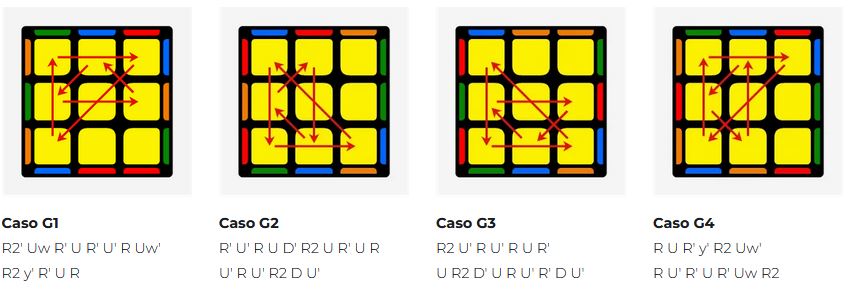 Caso G1
R2' Uw R' U R' U' R Uw'
R2 y' R' U R
Caso G2
R' U' R U D' R2 U R' U R
U' R U' R2 D U'
Caso G3
R2 U' R U' R U R'
U R2 D' U R U' R' D U'
Caso G4
R U R' y' R2 Uw'
R U' R' U R' Uw R2